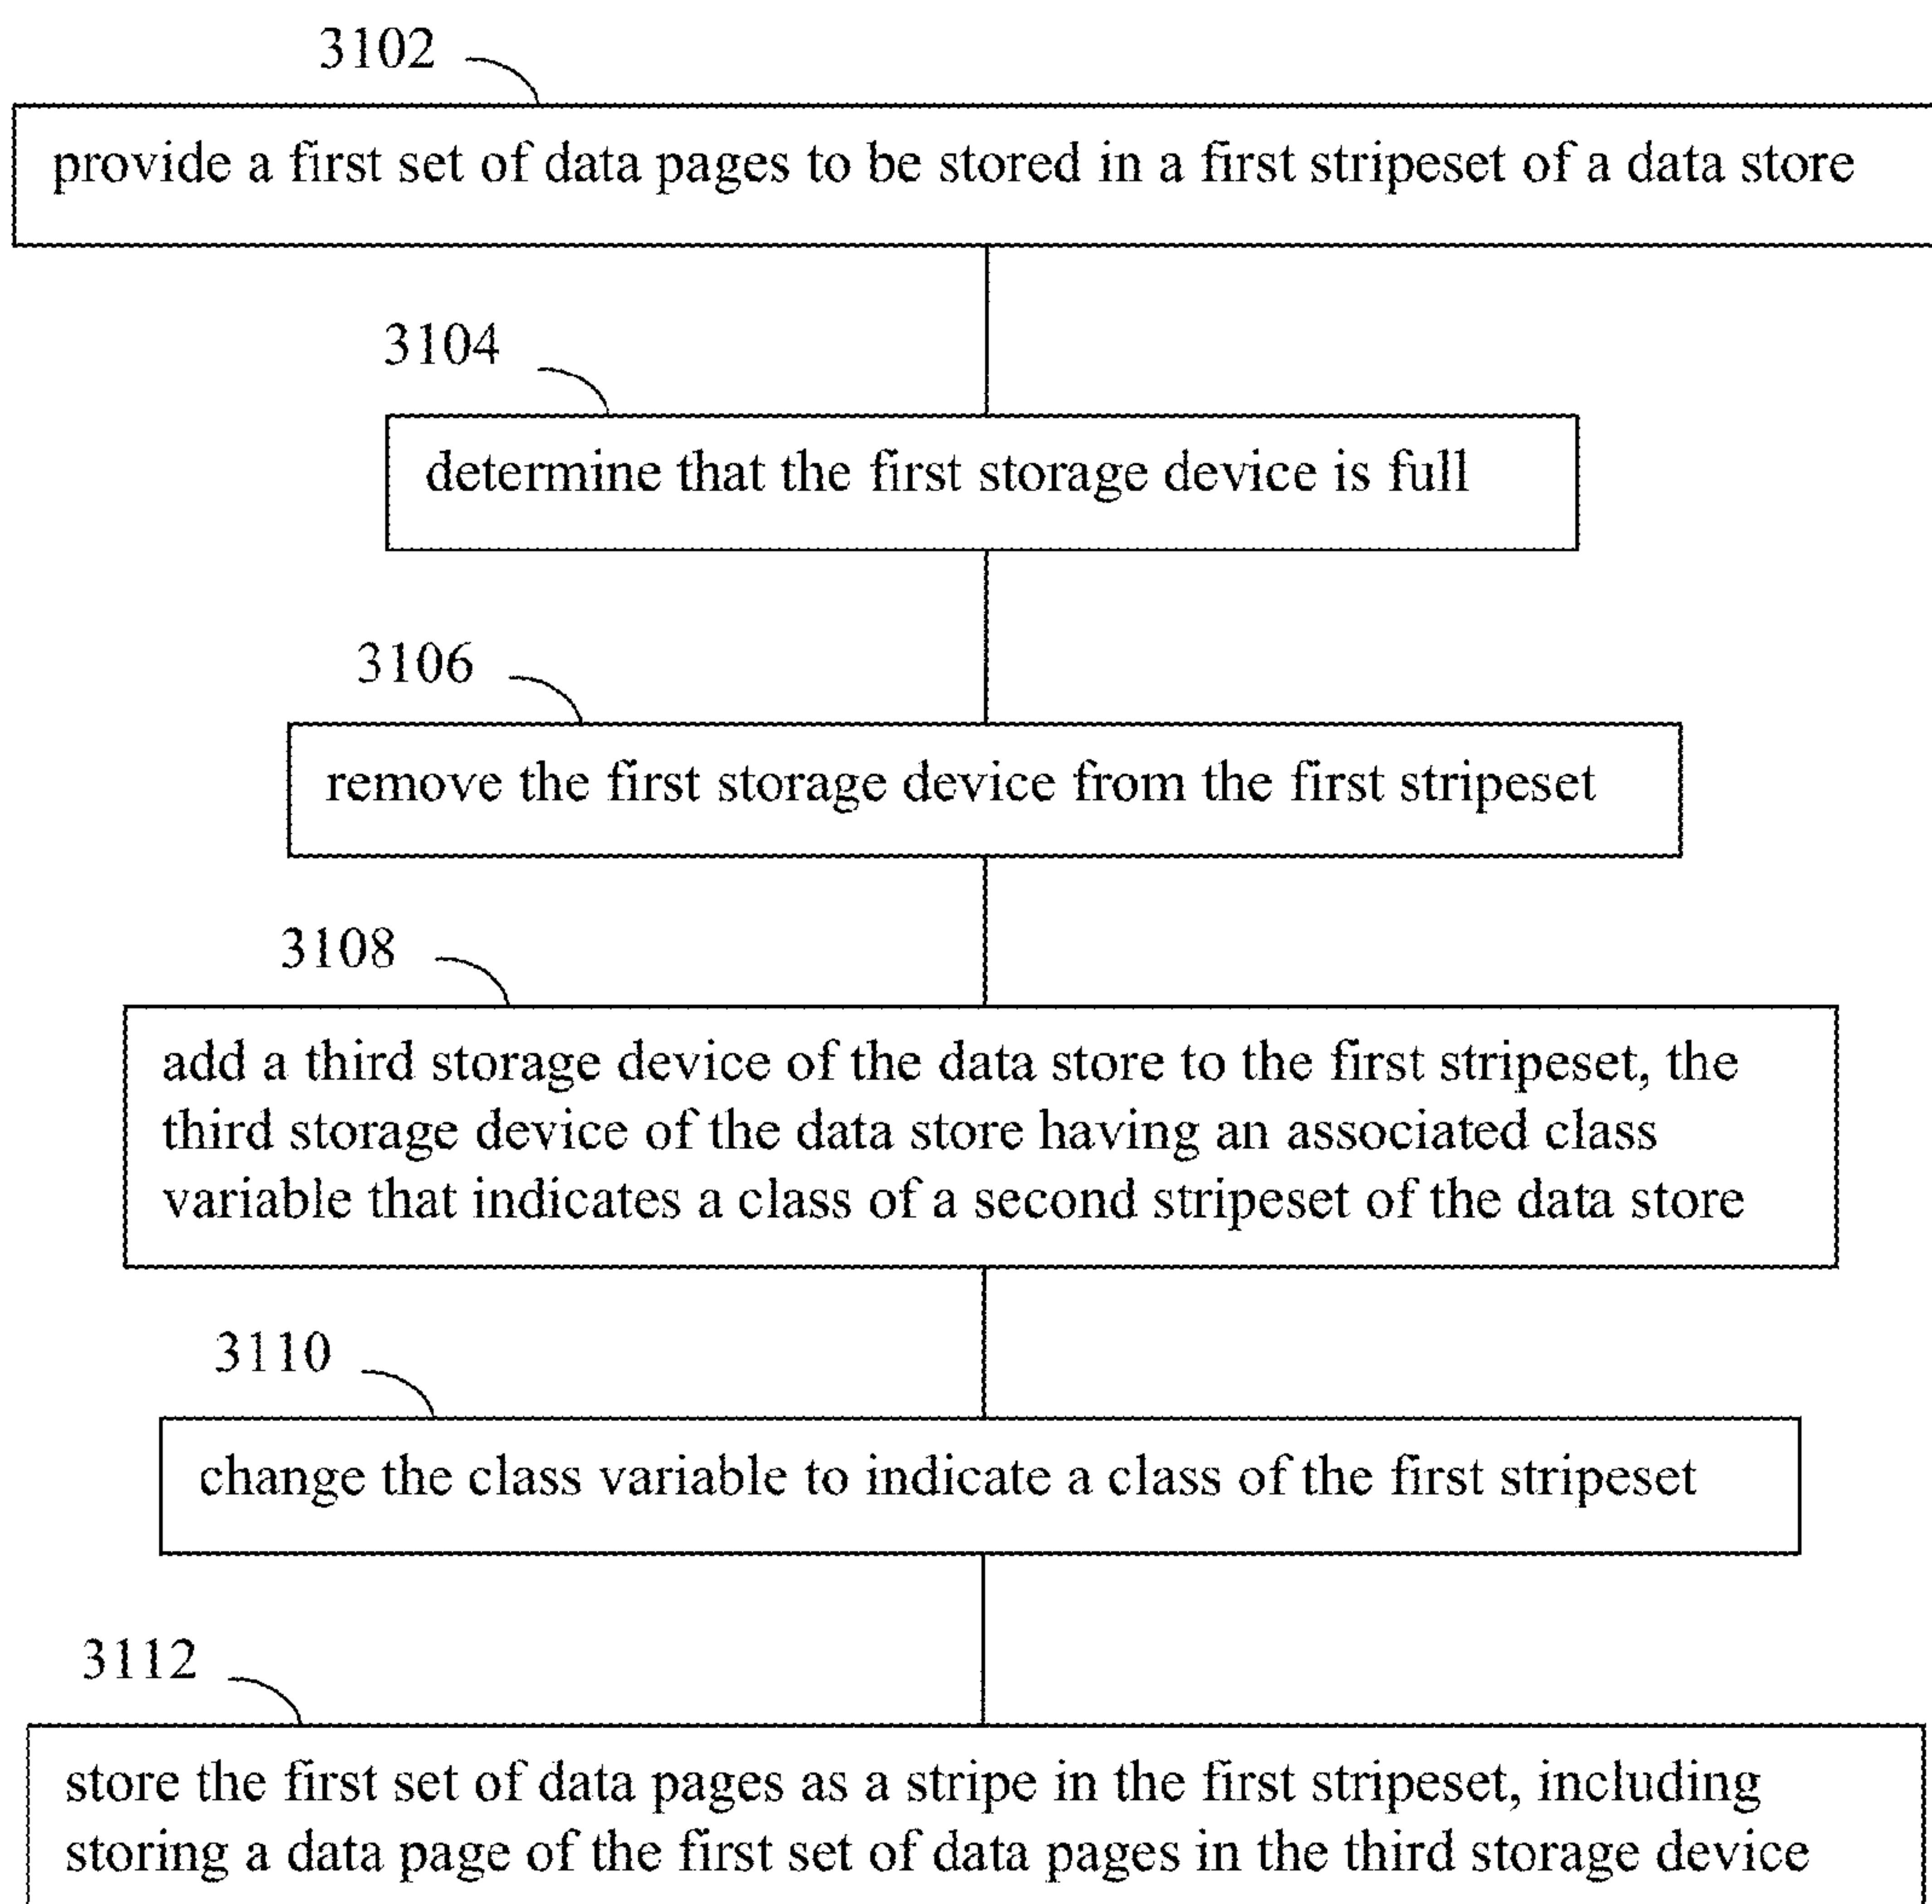 3102
provide a first set of data pages to be stored in a first stripeset of a data store
3104
determine that the first storage device is full
3106
remove the first storage device from the first stripeset
3108
add a third storage device of the data store to the first stripeset, the
third storage device of the data store having an associated class
variable that indicates a class of a second stripeset of the data store
3110
change the class variable to indicate a class of the first stripeset
3112
store the first set of data pages as a stripe in the first stripeset, including
storing a data page of the first set of data pages in the third storage device